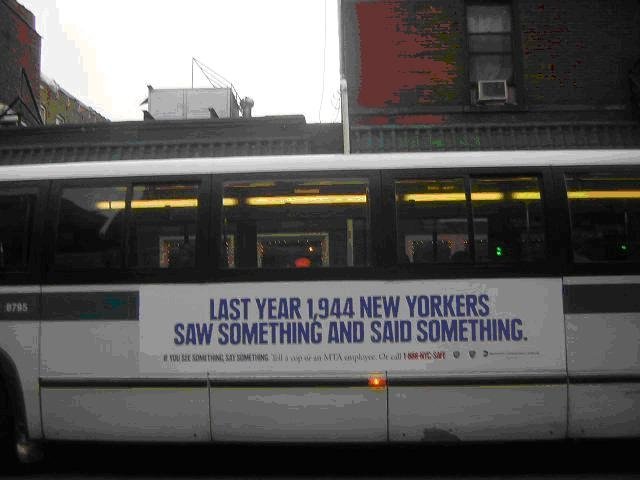 LAST YEAR 1,944 NEW YORKERS
SAW SOMETHING AND SAID SOMETHING.
IF YOU SEE SOMETHING, SAY SOMETHING. Tell a cop or an MTA employee. Or call 1-888-NYC-SAFE
8795